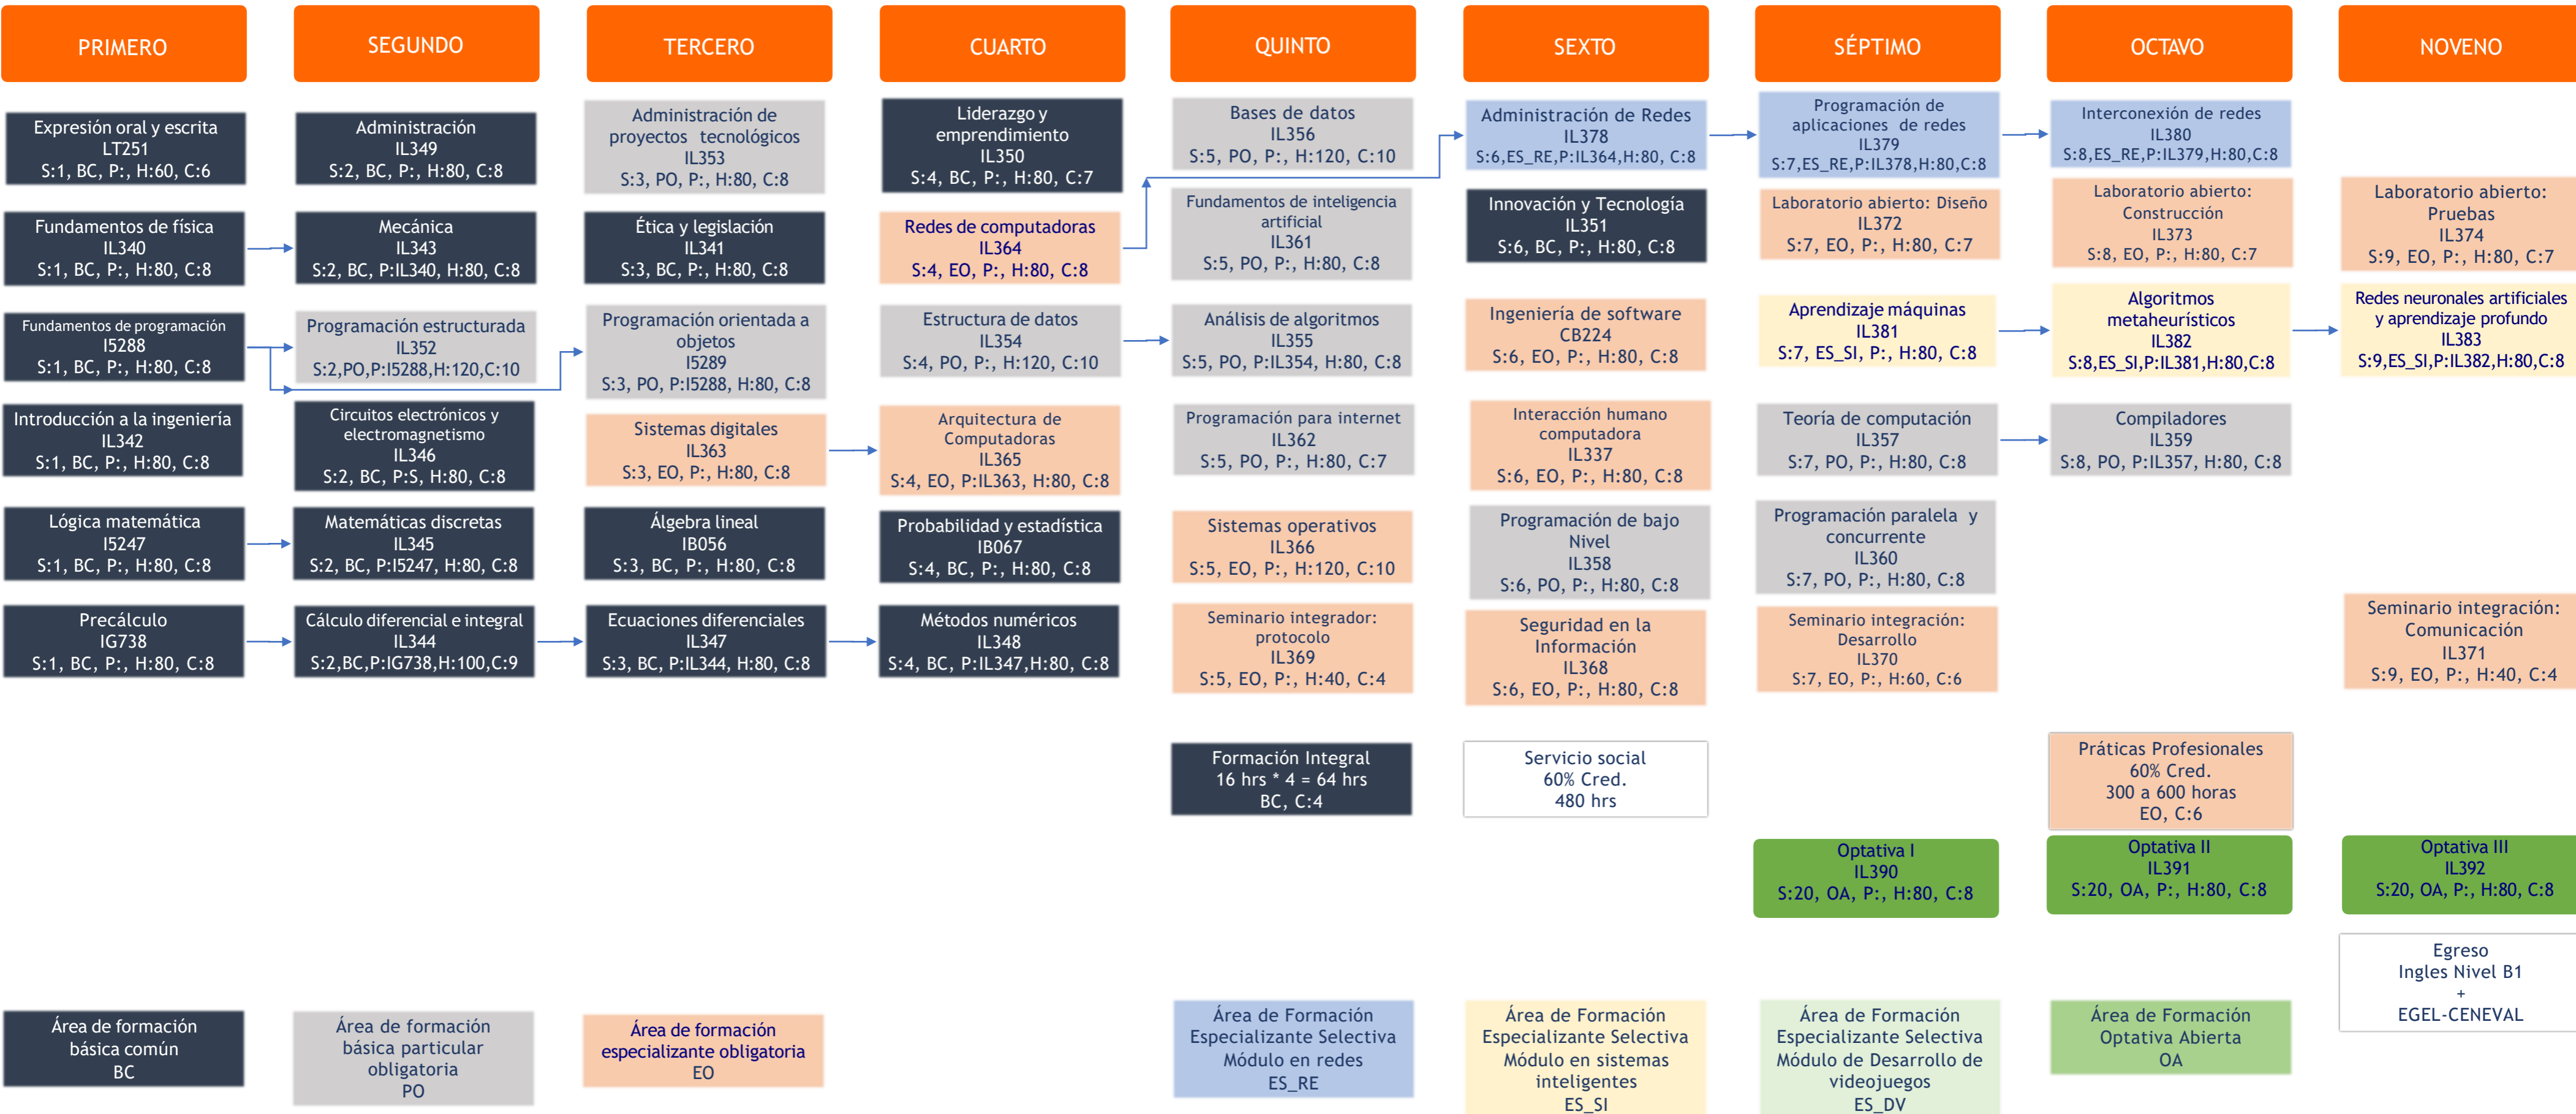 PRIMERO
SEGUNDO
TERCERO
CUARTO
QUINTO
SEXTO
SÉPTIMO
OCTAVO
NOVENO
Expresión oral y escrita
LT251
S:1, BC, P:, H:60, C:6
Administración
IL349
S:2, BC, P:, H:80, C:8
Administración de
proyectos tecnológicos
IL353
S:3, PO, P:, H:80, C:8
Liderazgo y
emprendimiento
IL350
S:4, BC, P:, H:80, C:7
Bases de datos
IL356
S:5, PO, P:, H:120, C:10
Administración de Redes
IL378
S:6,ES_RE,P:IL364,H:80, C:8
Programación de
aplicaciones de redes
IL379
S:7,ES_RE,P:IL378,H:80,C:8
Interconexión de redes
IL380
S:8,ES_RE,P:IL379,H:80,C:8
Fundamentos de física
IL340
S:1, BC, P:, H:80, C:8
Mecánica
IL343
S:2, BC, P:IL340, H:80, C:8
Ética y legislación
IL341
S:3, BC, P:, H:80, C:8
Redes de computadoras
IL364
S:4, EO, P:, H:80, C:8
Fundamentos de inteligencia
artificial
IL361
S:5, PO, P:, H:80, C:8
Innovación y Tecnología
IL351
S:6, BC, P:, H:80, C:8
Laboratorio abierto: Diseño
IL372
S:7, EO, P:, H:80, C:7
Laboratorio abierto:
Construcción
IL373
S:8, EO, P:, H:80, C:7
Laboratorio abierto:
Pruebas
IL374
S:9, EO, P:, H:80, C:7
Fundamentos de programación
I5288
S:1, BC, P:, H:80, C:8
Programación estructurada
IL352
S:2,PO,P:I5288,H:120,C:10
Programación orientada a
objetos
I5289
S:3, PO, P:I5288, H:80, C:8
Estructura de datos
IL354
S:4, PO, P:, H:120, C:10
Análisis de algoritmos
IL355
S:5, PO, P:IL354, H:80, C:8
Ingeniería de software
CB224
S:6, EO, P:, H:80, C:8
Aprendizaje máquinas
IL381
S:7, ES_SI, P:, H:80, C:8
Algoritmos
metaheurísticos
IL382
S:8,ES_SI,P:IL381,H:80,C:8
Redes neuronales artificiales
y aprendizaje profundo
IL383
S:9,ES_SI,P:IL382,H:80,C:8
Introducción a la ingeniería
IL342
S:1, BC, P:, H:80, C:8
Circuitos electrónicos y
electromagnetismo
IL346
S:2, BC, P:S, H:80, C:8
Sistemas digitales
IL363
S:3, EO, P:, H:80, C:8
Arquitectura de
Computadoras
IL365
S:4, EO, P:IL363, H:80, C:8
Programación para internet
IL362
S:5, PO, P:, H:80, C:7
Interacción humano
computadora
IL337
S:6, EO, P:, H:80, C:8
Teoría de computación
IL357
S:7, PO, P:, H:80, C:8
Compiladores
IL359
S:8, PO, P:IL357, H:80, C:8
Lógica matemática
I5247
S:1, BC, P:, H:80, C:8
Matemáticas discretas
IL345
S:2, BC, P:I5247, H:80, C:8
Álgebra lineal
IB056
S:3, BC, P:, H:80, C:8
Probabilidad y estadística
IB067
S:4, BC, P:, H:80, C:8
Sistemas operativos
IL366
S:5, EO, P:, H:120, C:10
Programación de bajo
Nivel
IL358
S:6, PO, P:, H:80, C:8
Programación paralela y
concurrente
IL360
S:7, PO, P:, H:80, C:8
Precálculo
IG738
S:1, BC, P:, H:80, C:8
Cálculo diferencial e integral
IL344
S:2,BC,P:IG738,H:100,C:9
Ecuaciones diferenciales
IL347
S:3, BC, P:IL344, H:80, C:8
Métodos numéricos
IL348
S:4, BC, P:IL347,H:80, C:8
Seminario integrador:
protocolo
IL369
S:5, EO, P:, H:40, C:4
Seguridad en la
Información
IL368
S:6, EO, P:, H:80, C:8
Seminario integración:
Desarrollo
IL370
S:7, EO, P:, H:60, C:6
Seminario integración:
Comunicación
IL371
S:9, EO, P:, H:40, C:4
Formación Integral
16 hrs * 4 = 64 hrs
BC, C:4
Servicio social
60% Cred.
480 hrs
Práticas Profesionales
60% Cred.
300 a 600 horas
EO, C:6
Optativa I
IL390
S:20, OA, P:, H:80, C:8
Optativa II
IL391
S:20, OA, P:, H:80, C:8
Optativa III
IL392
S:20, OA, P:, H:80, C:8
Egreso
Ingles Nivel B1
+
EGEL-CENEVAL
Área de formación
básica común
BC
Área de formación
básica particular
obligatoria
PO
Área de formación
especializante obligatoria
EO
Área de Formación
Especializante Selectiva
Módulo en redes
ES_RE
Área de Formación
Especializante Selectiva
Módulo en sistemas
inteligentes
ES_SI
Área de Formación
Especializante Selectiva
Módulo de Desarrollo de
videojuegos
ES_DV
Área de Formación
Optativa Abierta
OA